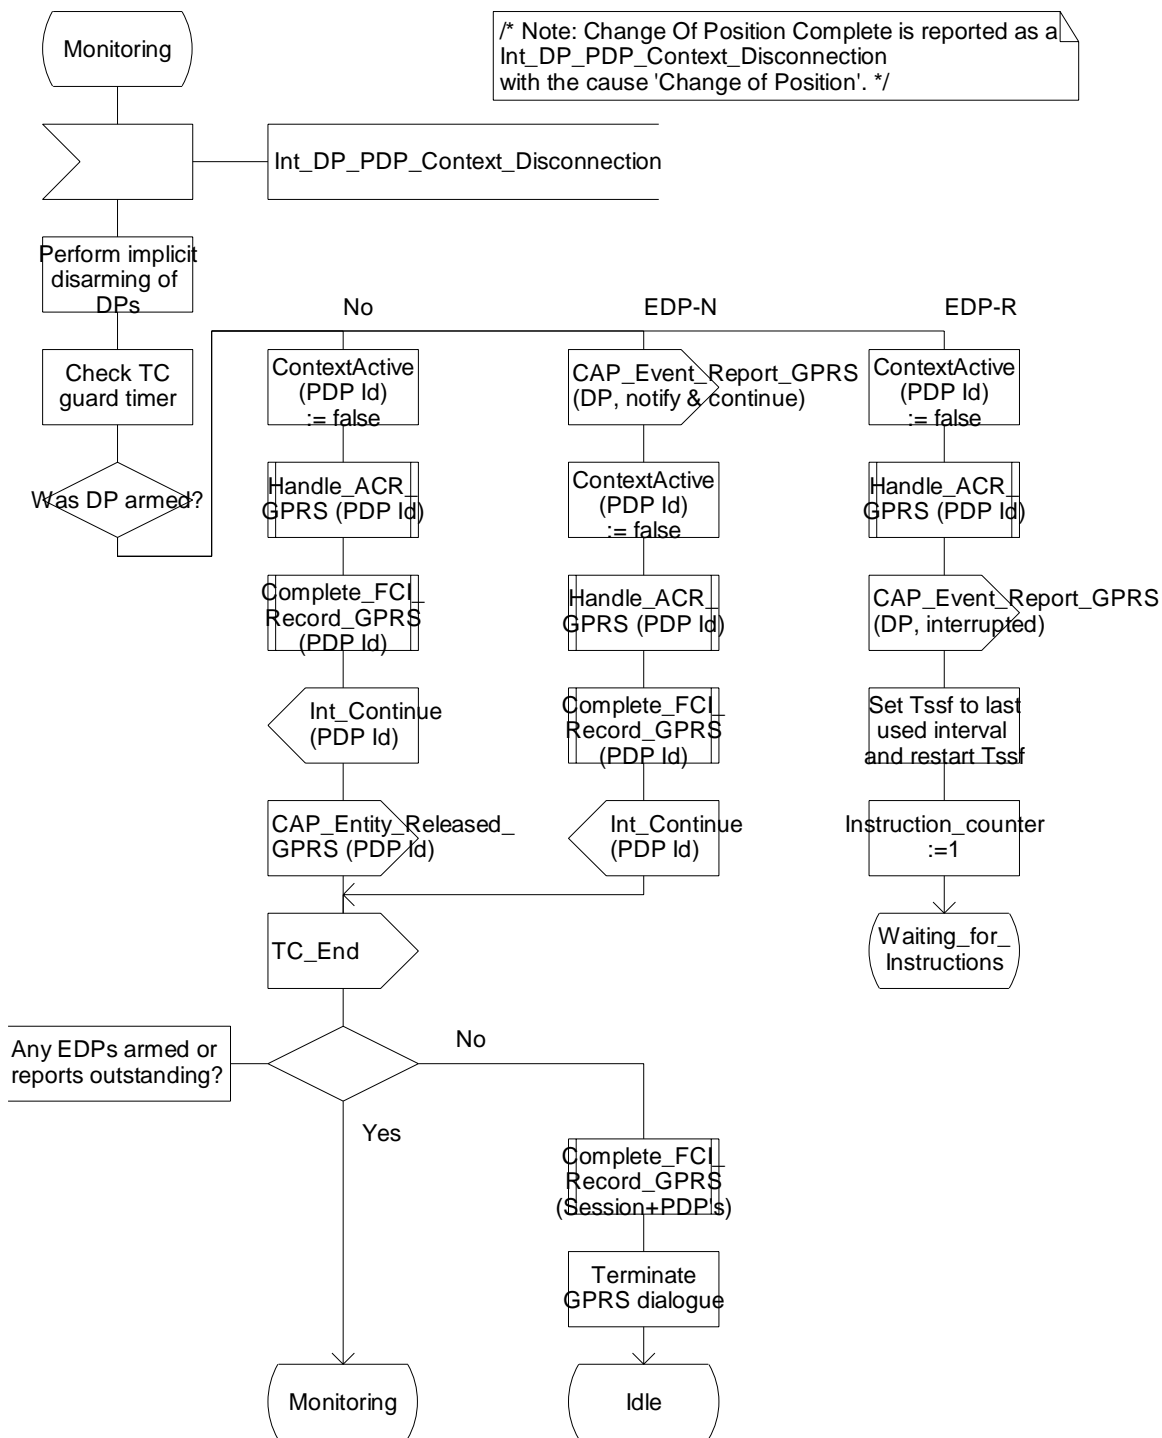 Monitoring
/* Note: Change Of Position Complete is reported as a
Int_DP_PDP_Context_Disconnection
with the cause 'Change of Position'. */
Int_DP_PDP_Context_Disconnection
Perform implicit
disarming of
DPs
Check TC
guard timer
Was DP armed?
No
ContextActive
(PDP Id)
:= false
Handle_ACR_
GPRS (PDP Id)
Complete_FCI_
Record_GPRS
(PDP Id)
Int_Continue
(PDP Id)
CAP_Entity_Released_
GPRS (PDP Id)
EDP-N
CAP_Event_Report_GPRS
(DP, notify & continue)
ContextActive
(PDP Id)
:= false
Handle_ACR_
GPRS (PDP Id)
Complete_FCI_
Record_GPRS
(PDP Id)
Int_Continue
(PDP Id)
EDP-R
ContextActive
(PDP Id)
:= false
Handle_ACR_
GPRS (PDP Id)
CAP_Event_Report_GPRS
(DP, interrupted)
Set Tssf to last
used interval
and restart Tssf
Instruction_counter
:=1
Waiting_for_
Instructions
TC_End
Any EDPs armed or
reports outstanding?
No
Yes
Complete_FCI_
Record_GPRS
(Session+PDP's)
Terminate
GPRS dialogue
Monitoring
Idle